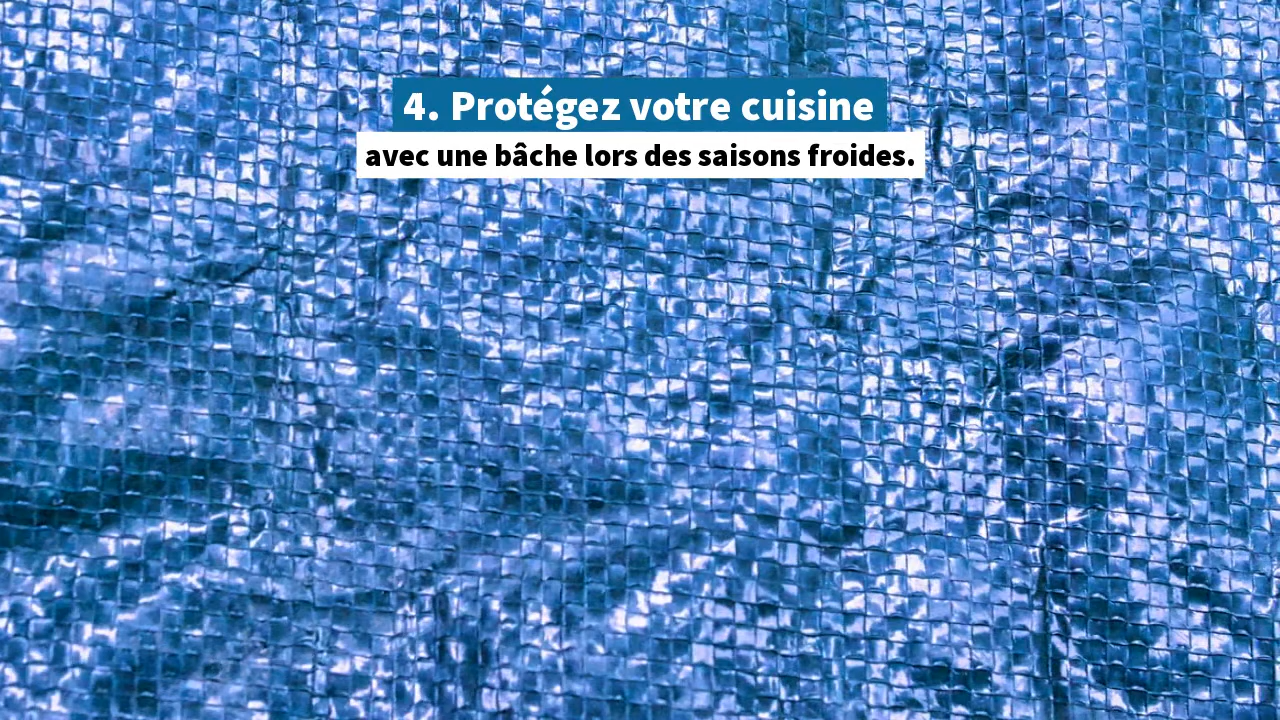 4. Protégez votre cuisine
avec une bâche lors des saisons froides.